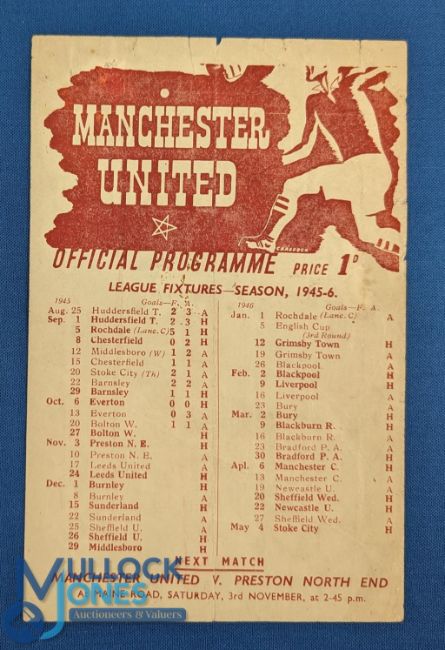 MANCHESTER
UNITED
OFFICIAL PROGRAMME PRICE 1D
LEAGUE FIXTURES—SEASON, 1945-6.
1945 Goals—F. A.
Aug. 25 Huddersfield T. 2 3 A
Sep. 1 Huddersfield T. 2 3 H
5 Rochdale (Lanc. C) 5 1 H
8 Chesterfield 0 2 H
12 Middlesboro (W) 1 2 A
15 Chesterfield 1 1 A
20 Stoke City (Th) 2 1 A
22 Barnsley 2 2 A
29 Barnsley 1 1 H
Oct. 6 Everton 0 0 H
13 Everton 0 3 A
20 Bolton W. 1 1 A
27 Bolton W. H
Nov. 3 Preston N. E. H
10 Preston N. E. A
17 Leeds United A
24 Leeds United H
Dec. 1 Burnley H
8 Burnley A
15 Sunderland H
22 Sunderland A
25 Sheffield U. A
26 Sheffield U. H
29 Middlesboro H
1946 Goals—F. A.
Jan. 1 Rochdale (Lanc. C) A
5 English Cup
(3rd Round)
12 Grimsby Town H
19 Grimsby Town A
26 Blackpool A
Feb. 2 Blackpool H
9 Liverpool H
16 Liverpool A
23 Bury A
Mar. 2 Bury H
9 Blackburn R. H
16 Blackburn R. A
23 Bradford P. A. A
30 Bradford P. A. H
Apl. 6 Manchester C. H
13 Manchester C. A
19 Newcastle U. A
20 Sheffield Wed. H
22 Newcastle U. H
27 Sheffield Wed. A
May 4 Stoke City H
NEXT MATCH
MANCHESTER UNITED V. PRESTON NORTH END
At MAINE ROAD, SATURDAY, 3rd NOVEMBER, at 2-45 p.m.
MULLOCK
JONES
Auctioneers & Valuers